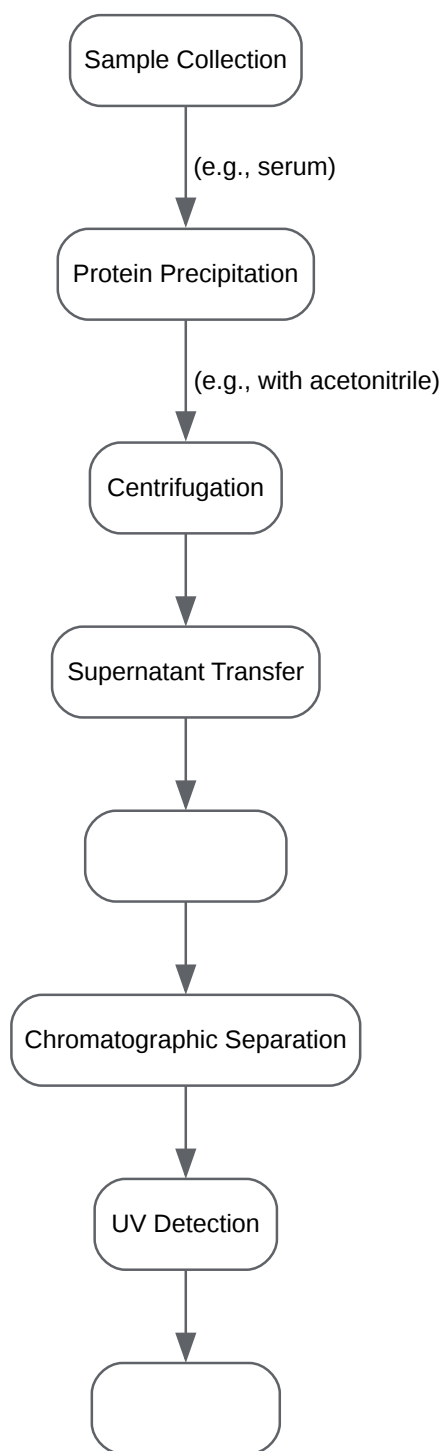 Sample Collection
(e.g., serum)
Protein Precipitation
(e.g., with acetonitrile)
Centrifugation
Supernatant Transfer
Chromatographic Separation
UV Detection